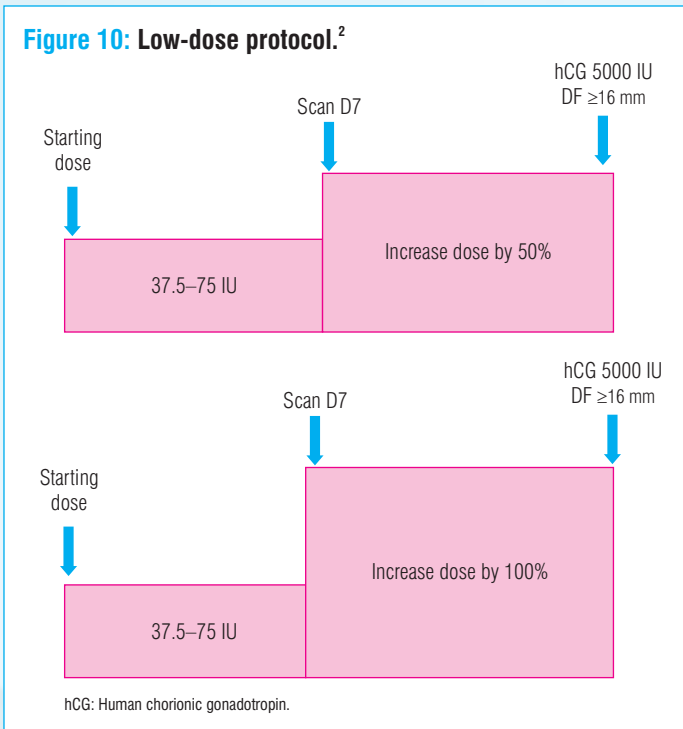 Figure 10: Low-dose protocol.²
hCG 5000 IU
DF ≥16 mm
Scan D7
Starting
dose
Increase dose by 50%
37.5–75 IU
hCG 5000 IU
DF ≥16 mm
Scan D7
Starting
dose
Increase dose by 100%
37.5–75 IU
hCG: Human chorionic gonadotropin.